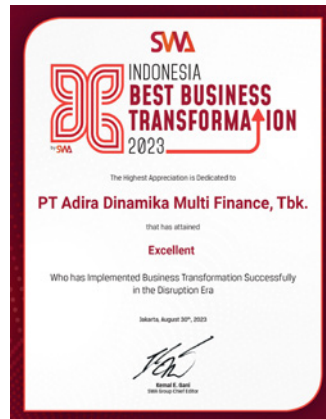 SWA
INDONESIA
BEST BUSINESS
TRANSFORMATION
2023
by SWA
The Highest Appreciation is Dedicated to
PT Adira Dinamika Multi Finance, Tbk.
that has attained
Excellent
Who has Implemented Business Transformation Successfully
in the Disruption Era
Jakarta, August 30th, 2023
Kemal E. Gani
SWA Group Chief Editor